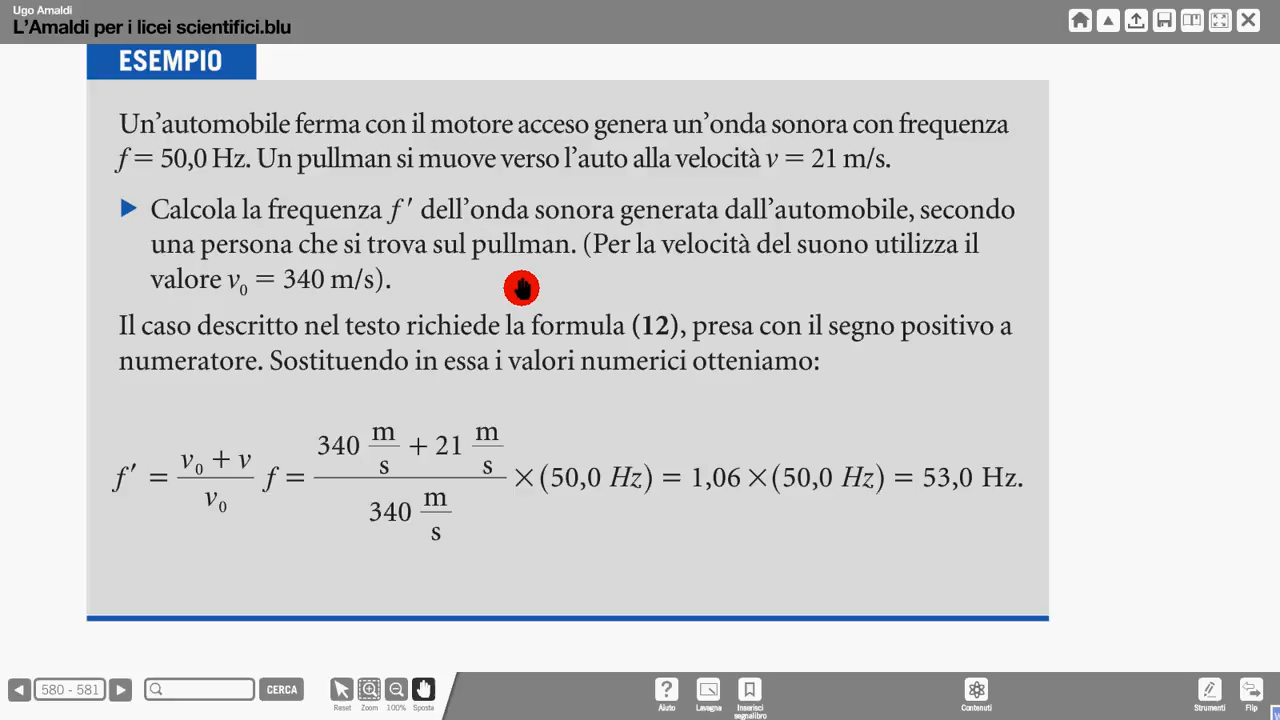 Ugo Amaldi
L'Amaldi per i licei scientifici.blu
ESEMPIO
Un'automobile ferma con il motore acceso genera un'onda sonora con frequenza
f = 50,0 Hz. Un pullman si muove verso l'auto alla velocità v = 21 m/s.
Calcola la frequenza f′ dell'onda sonora generata dall'automobile, secondo
una persona che si trova sul pullman. (Per la velocità del suono utilizza il
valore v₀ = 340 m/s).
Il caso descritto nel testo richiede la formula (12), presa con il segno positivo a
numeratore. Sostituendo in essa i valori numerici otteniamo:
f′ = (v₀ + v)/v₀ f = (340 m/s + 21 m/s)/(340 m/s) × (50,0 Hz) = 1,06 × (50,0 Hz) = 53,0 Hz.
580 - 581
CERCA
Reset
Zoom
100%
Sposta
Aiuto
Lavagna
Inserisci
segnalibro
Contenuti
Strumenti
Flip